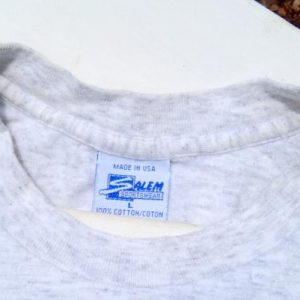 MADE IN USA
SALEM
SPORTSWEAR
L
100% COTTON/COTON